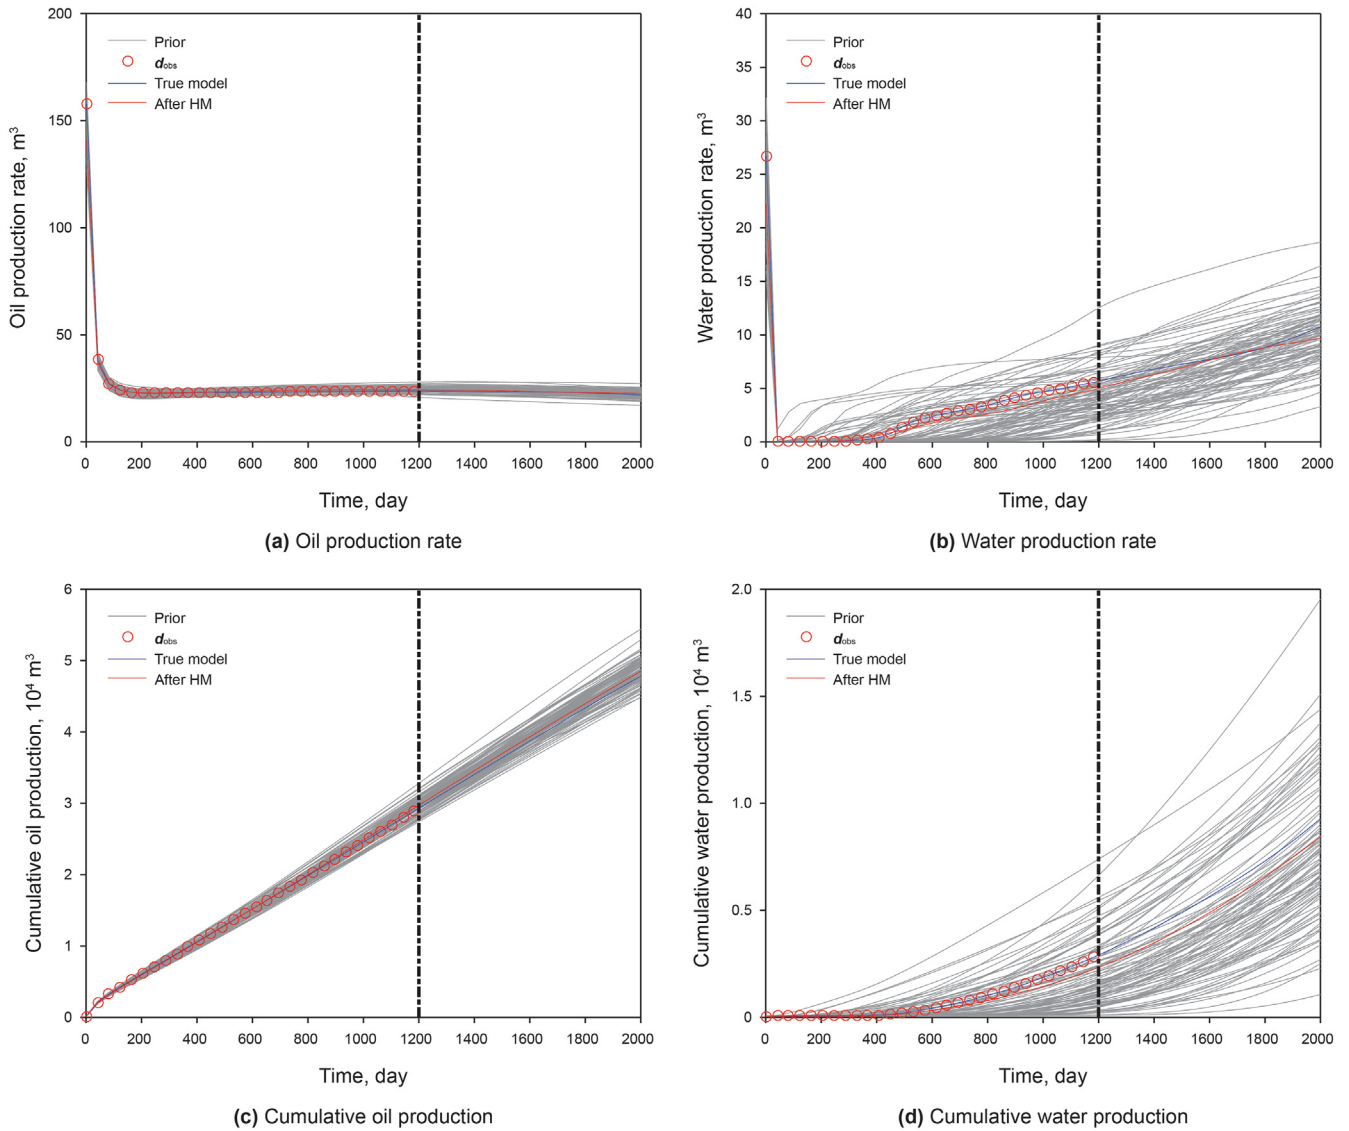 200
150
100
50
0
Oil production rate, m³
Prior
dobs
True model
After HM
0 200 400 600 800 1000 1200 1400 1600 1800 2000
Time, day
(a) Oil production rate
40
35
30
25
20
15
10
5
0
Water production rate, m³
Prior
dobs
True model
After HM
0 200 400 600 800 1000 1200 1400 1600 1800 2000
Time, day
(b) Water production rate
6
5
4
3
2
1
0
Cumulative oil production, 10⁴ m³
Prior
dobs
True model
After HM
0 200 400 600 800 1000 1200 1400 1600 1800 2000
Time, day
(c) Cumulative oil production
2.0
1.5
1.0
0.5
0
Cumulative water production, 10⁴ m³
Prior
dobs
True model
After HM
0 200 400 600 800 1000 1200 1400 1600 1800 2000
Time, day
(d) Cumulative water production